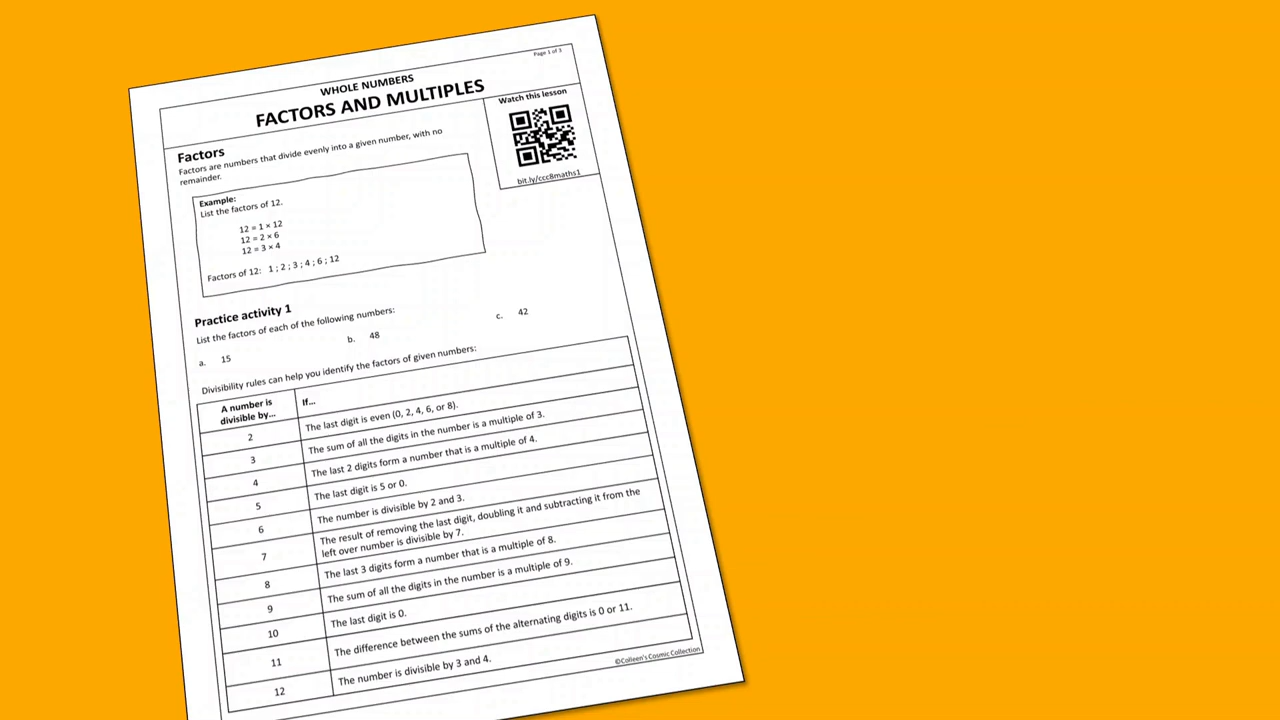 Page 1 of 3
WHOLE NUMBERS
FACTORS AND MULTIPLES
Watch this lesson
bit.ly/ccc8maths1
Factors
Factors are numbers that divide evenly into a given number, with no
remainder.
Example:
List the factors of 12.
12 = 1 × 12
12 = 2 × 6
12 = 3 × 4
Factors of 12: 1 ; 2 ; 3 ; 4 ; 6 ; 12
Practice activity 1
List the factors of each of the following numbers:
a. 15 b. 48 c. 42
Divisibility rules can help you identify the factors of given numbers:
A number is
divisible by... If...
2 The last digit is even (0, 2, 4, 6, or 8).
3 The sum of all the digits in the number is a multiple of 3.
4 The last 2 digits form a number that is a multiple of 4.
5 The last digit is 5 or 0.
6 The number is divisible by 2 and 3.
7 The result of removing the last digit, doubling it and subtracting it from the
left over number is divisible by 7.
8 The last 3 digits form a number that is a multiple of 8.
9 The sum of all the digits in the number is a multiple of 9.
10 The last digit is 0.
11 The difference between the sums of the alternating digits is 0 or 11.
12 The number is divisible by 3 and 4.
©Colleen's Cosmic Collection